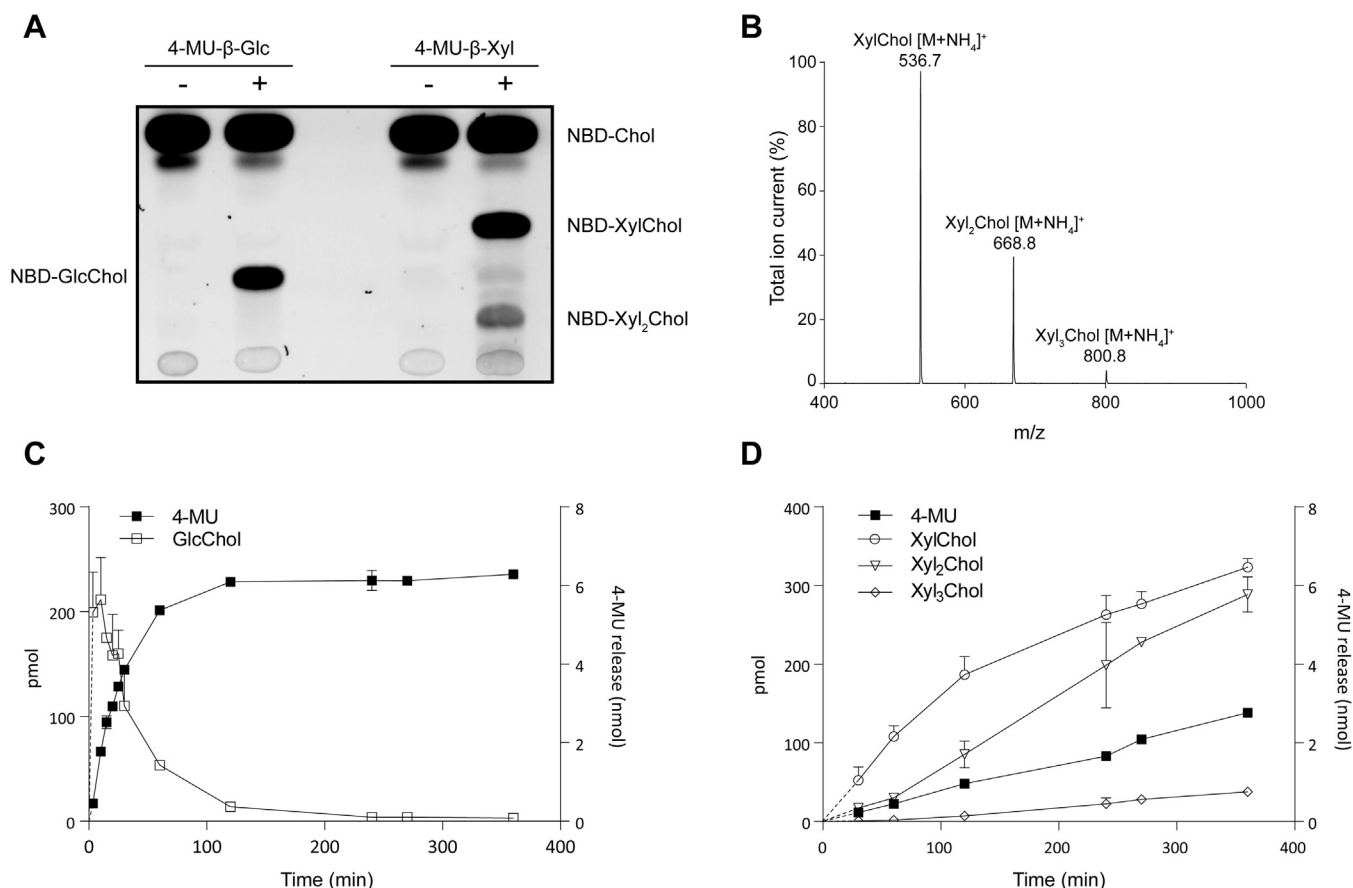 A
4-MU-β-Glc 4-MU-β-Xyl
- + - +
NBD-Chol
NBD-XylChol
NBD-GlcChol
NBD-Xyl₂Chol
B
XylChol [M+NH₄]⁺
536.7
Xyl₂Chol [M+NH₄]⁺
668.8
Xyl₃Chol [M+NH₄]⁺
800.8
Total ion current (%)
100
80
60
40
20
0
400 600 800 1000
m/z
C
4-MU
GlcChol
pmol
300
200
100
0
8
6
4
2
0
4-MU release (nmol)
0 100 200 300 400
Time (min)
D
4-MU
XylChol
Xyl₂Chol
Xyl₃Chol
pmol
400
300
200
100
0
8
6
4
2
0
4-MU release (nmol)
0 100 200 300 400
Time (min)